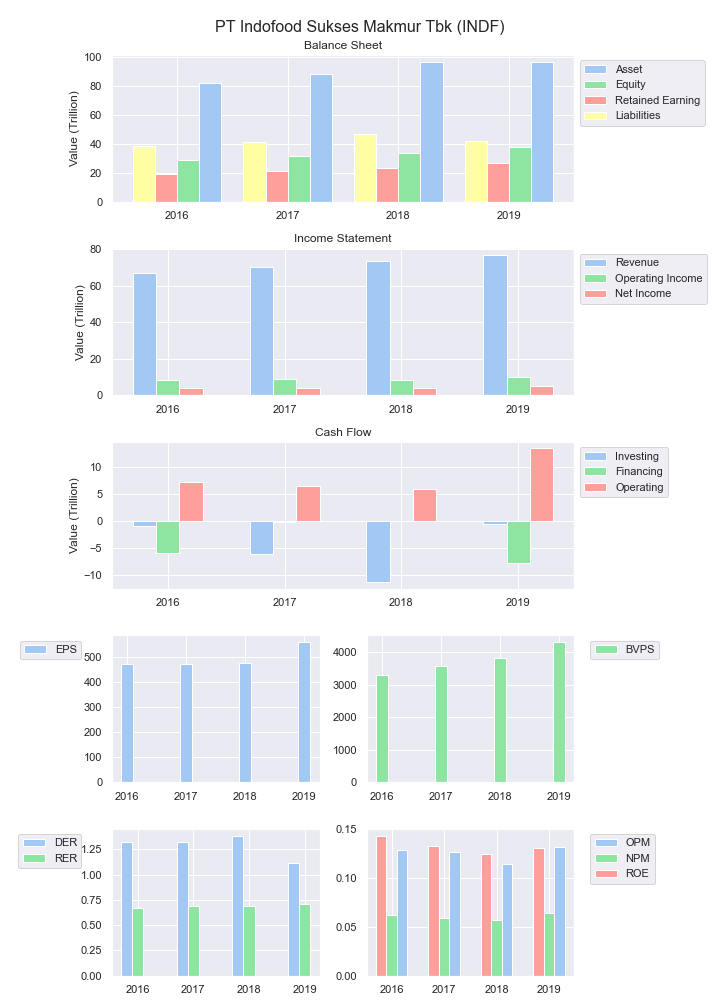 PT Indofood Sukses Makmur Tbk (INDF)
Balance Sheet
100
80
60
40
20
0
Value (Trillion)
2016 2017 2018 2019
Asset
Equity
Retained Earning
Liabilities
Income Statement
80
60
40
20
0
Value (Trillion)
2016 2017 2018 2019
Revenue
Operating Income
Net Income
Cash Flow
10
5
0
−5
−10
Value (Trillion)
2016 2017 2018 2019
Investing
Financing
Operating
EPS
500
400
300
200
100
0
2016 2017 2018 2019
4000
3000
2000
1000
0
2016 2017 2018 2019
BVPS
DER
RER
1.25
1.00
0.75
0.50
0.25
0.00
2016 2017 2018 2019
0.15
0.10
0.05
0.00
2016 2017 2018 2019
OPM
NPM
ROE